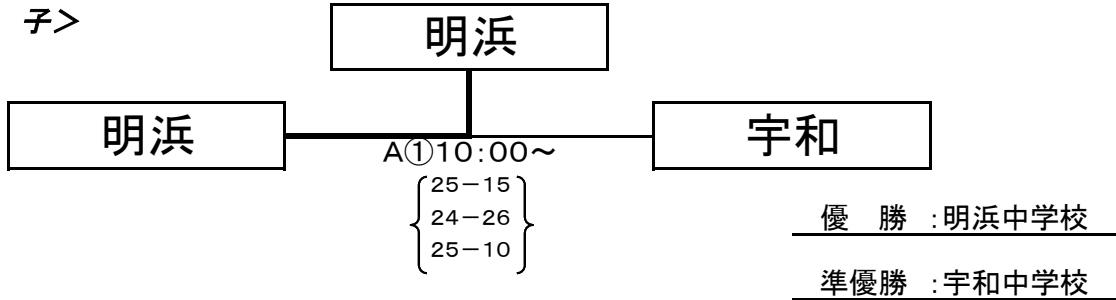 子＞
明浜
明浜
宇和
A①10:00～
25－15
24－26
25－10
優　勝 ：明浜中学校
準優勝 ：宇和中学校